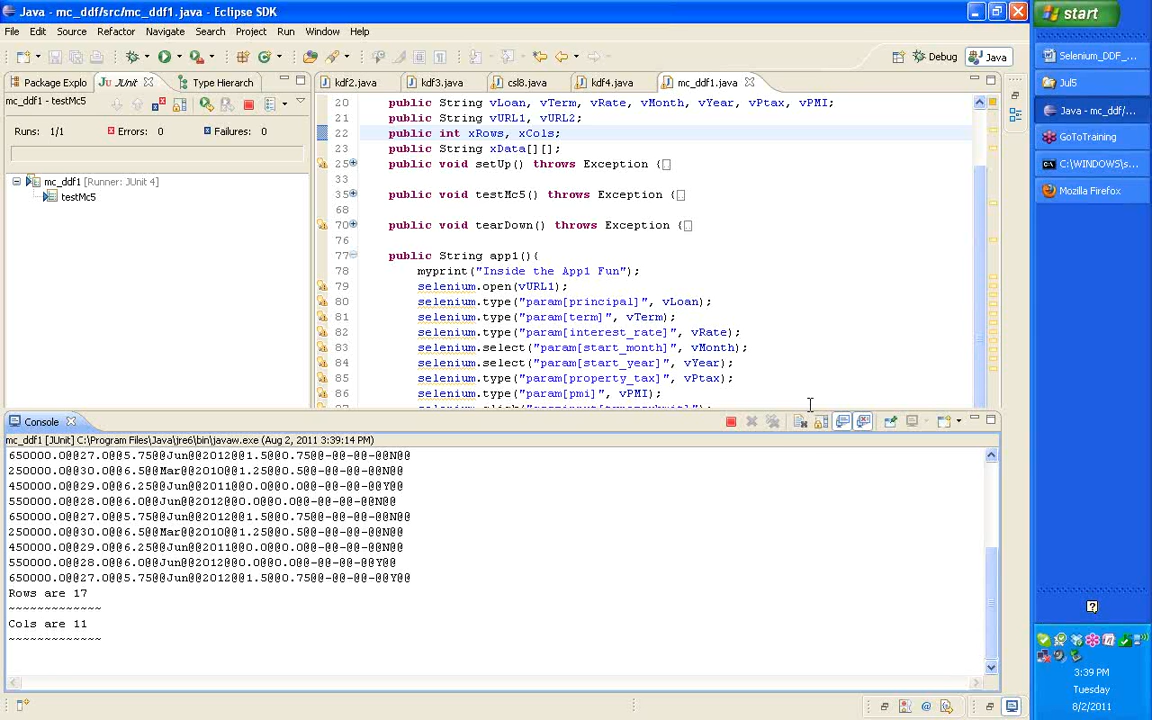 Java - mc_ddf/src/mc_ddf1.java - Eclipse SDK
File Edit Source Refactor Navigate Search Project Run Window Help
Debug Java
Package Explo JUnit Type Hierarch
kdf2.java kdf3.java csl8.java kdf4.java mc_ddf1.java
mc_ddf1 - testMc5
Runs: 1/1 Errors: 0 Failures: 0
mc_ddf1 [Runner: JUnit 4]
testMc5
20 public String vLoan, vTerm, vRate, vMonth, vYear, vPtax, vPMI;
21 public String vURL1, vURL2;
22 public int xRows, xCols;
23 public String xData[][];
25 public void setUp() throws Exception {
33
35 public void testMc5() throws Exception {
68
70 public void tearDown() throws Exception {
76
77 public String app1(){
78 myprint("Inside the App1 Fun");
79 selenium.open(vURL1);
80 selenium.type("param[principal]", vLoan);
81 selenium.type("param[term]", vTerm);
82 selenium.type("param[interest_rate]", vRate);
83 selenium.select("param[start_month]", vMonth);
84 selenium.select("param[start_year]", vYear);
85 selenium.type("param[property_tax]", vPtax);
86 selenium.type("param[pmi]", vPMI);
Console
mc_ddf1 [JUnit] C:\Program Files\Java\jre6\bin\javaw.exe (Aug 2, 2011 3:39:14 PM)
650000.0@@27.0@@5.75@@Jun@@2012@@1.5@@0.75@@-@@-@@-@@N@@
250000.0@@30.0@@6.5@@Mar@@2010@@1.25@@0.5@@-@@-@@-@@N@@
450000.0@@29.0@@6.25@@Jun@@2011@@0.0@@0.0@@-@@-@@-@@Y@@
550000.0@@28.0@@6.0@@Jun@@2012@@0.0@@0.0@@-@@-@@-@@N@@
650000.0@@27.0@@5.75@@Jun@@2012@@1.5@@0.75@@-@@-@@-@@N@@
250000.0@@30.0@@6.5@@Mar@@2010@@1.25@@0.5@@-@@-@@-@@N@@
450000.0@@29.0@@6.25@@Jun@@2011@@0.0@@0.0@@-@@-@@-@@N@@
550000.0@@28.0@@6.0@@Jun@@2012@@0.0@@0.0@@-@@-@@-@@Y@@
650000.0@@27.0@@5.75@@Jun@@2012@@1.5@@0.75@@-@@-@@-@@Y@@
Rows are 17
~~~~~~~~~~~~~
Cols are 11
~~~~~~~~~~~~~
start
Selenium_DDF_...
Jul5
Java - mc_ddf/...
GoToTraining
C:\WINDOWS\s...
Mozilla Firefox
3:39 PM
Tuesday
8/2/2011